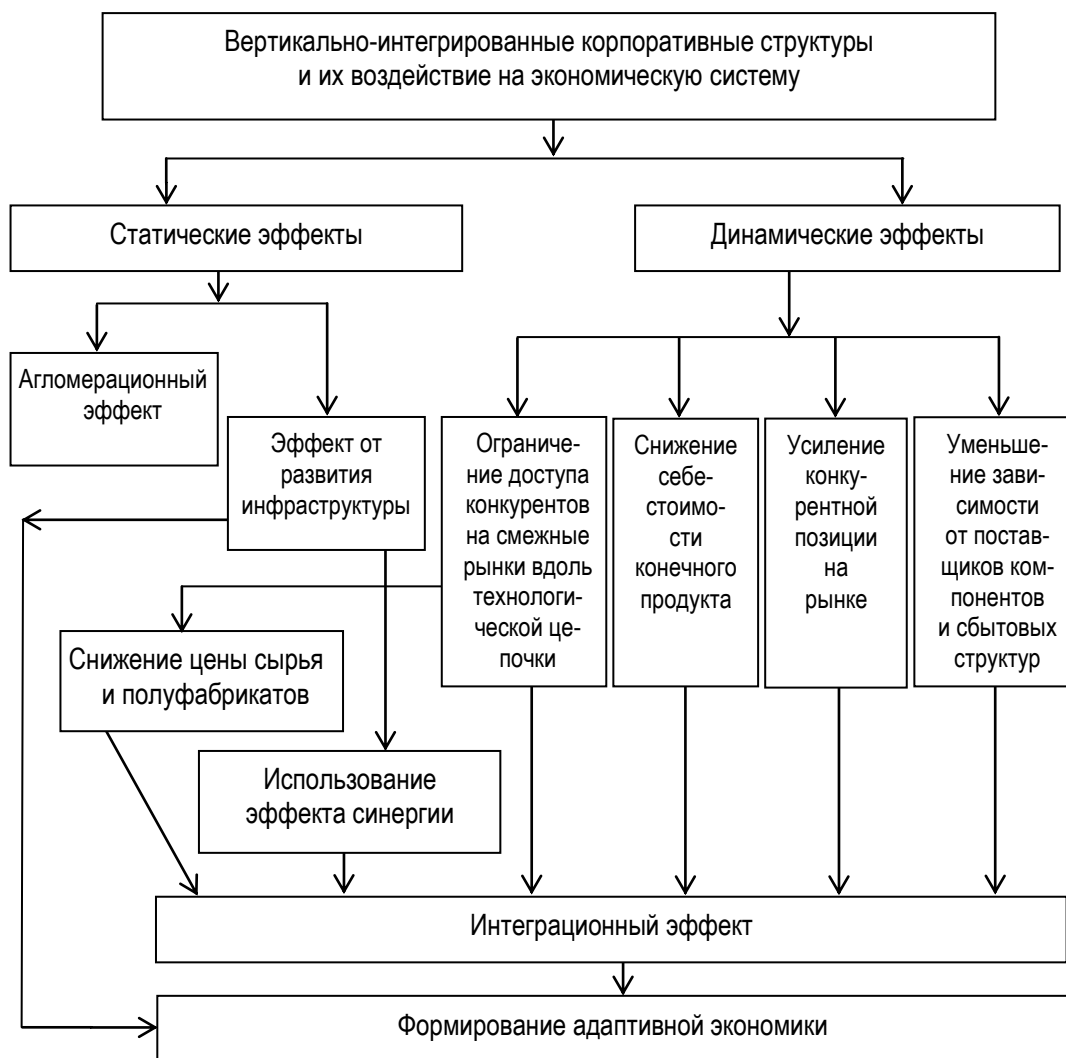 Вертикально-интегрированные корпоративные структуры
и их воздействие на экономическую систему
Статические эффекты
Динамические эффекты
Агломерационный
эффект
Эффект от
развития
инфраструктуры
Ограниче-
ние доступа
конкурентов
на смежные
рынки вдоль
технологи-
ческой це-
почки
Снижение
себе-
стоимо-
сти
конечного
продукта
Усиление
конку-
рентной
позиции
на
рынке
Уменьше-
ние зави-
симости
от постав-
щиков ком-
понентов
и сбытовых
структур
Снижение цены сырья
и полуфабрикатов
Использование
эффекта синергии
Интеграционный эффект
Формирование адаптивной экономики